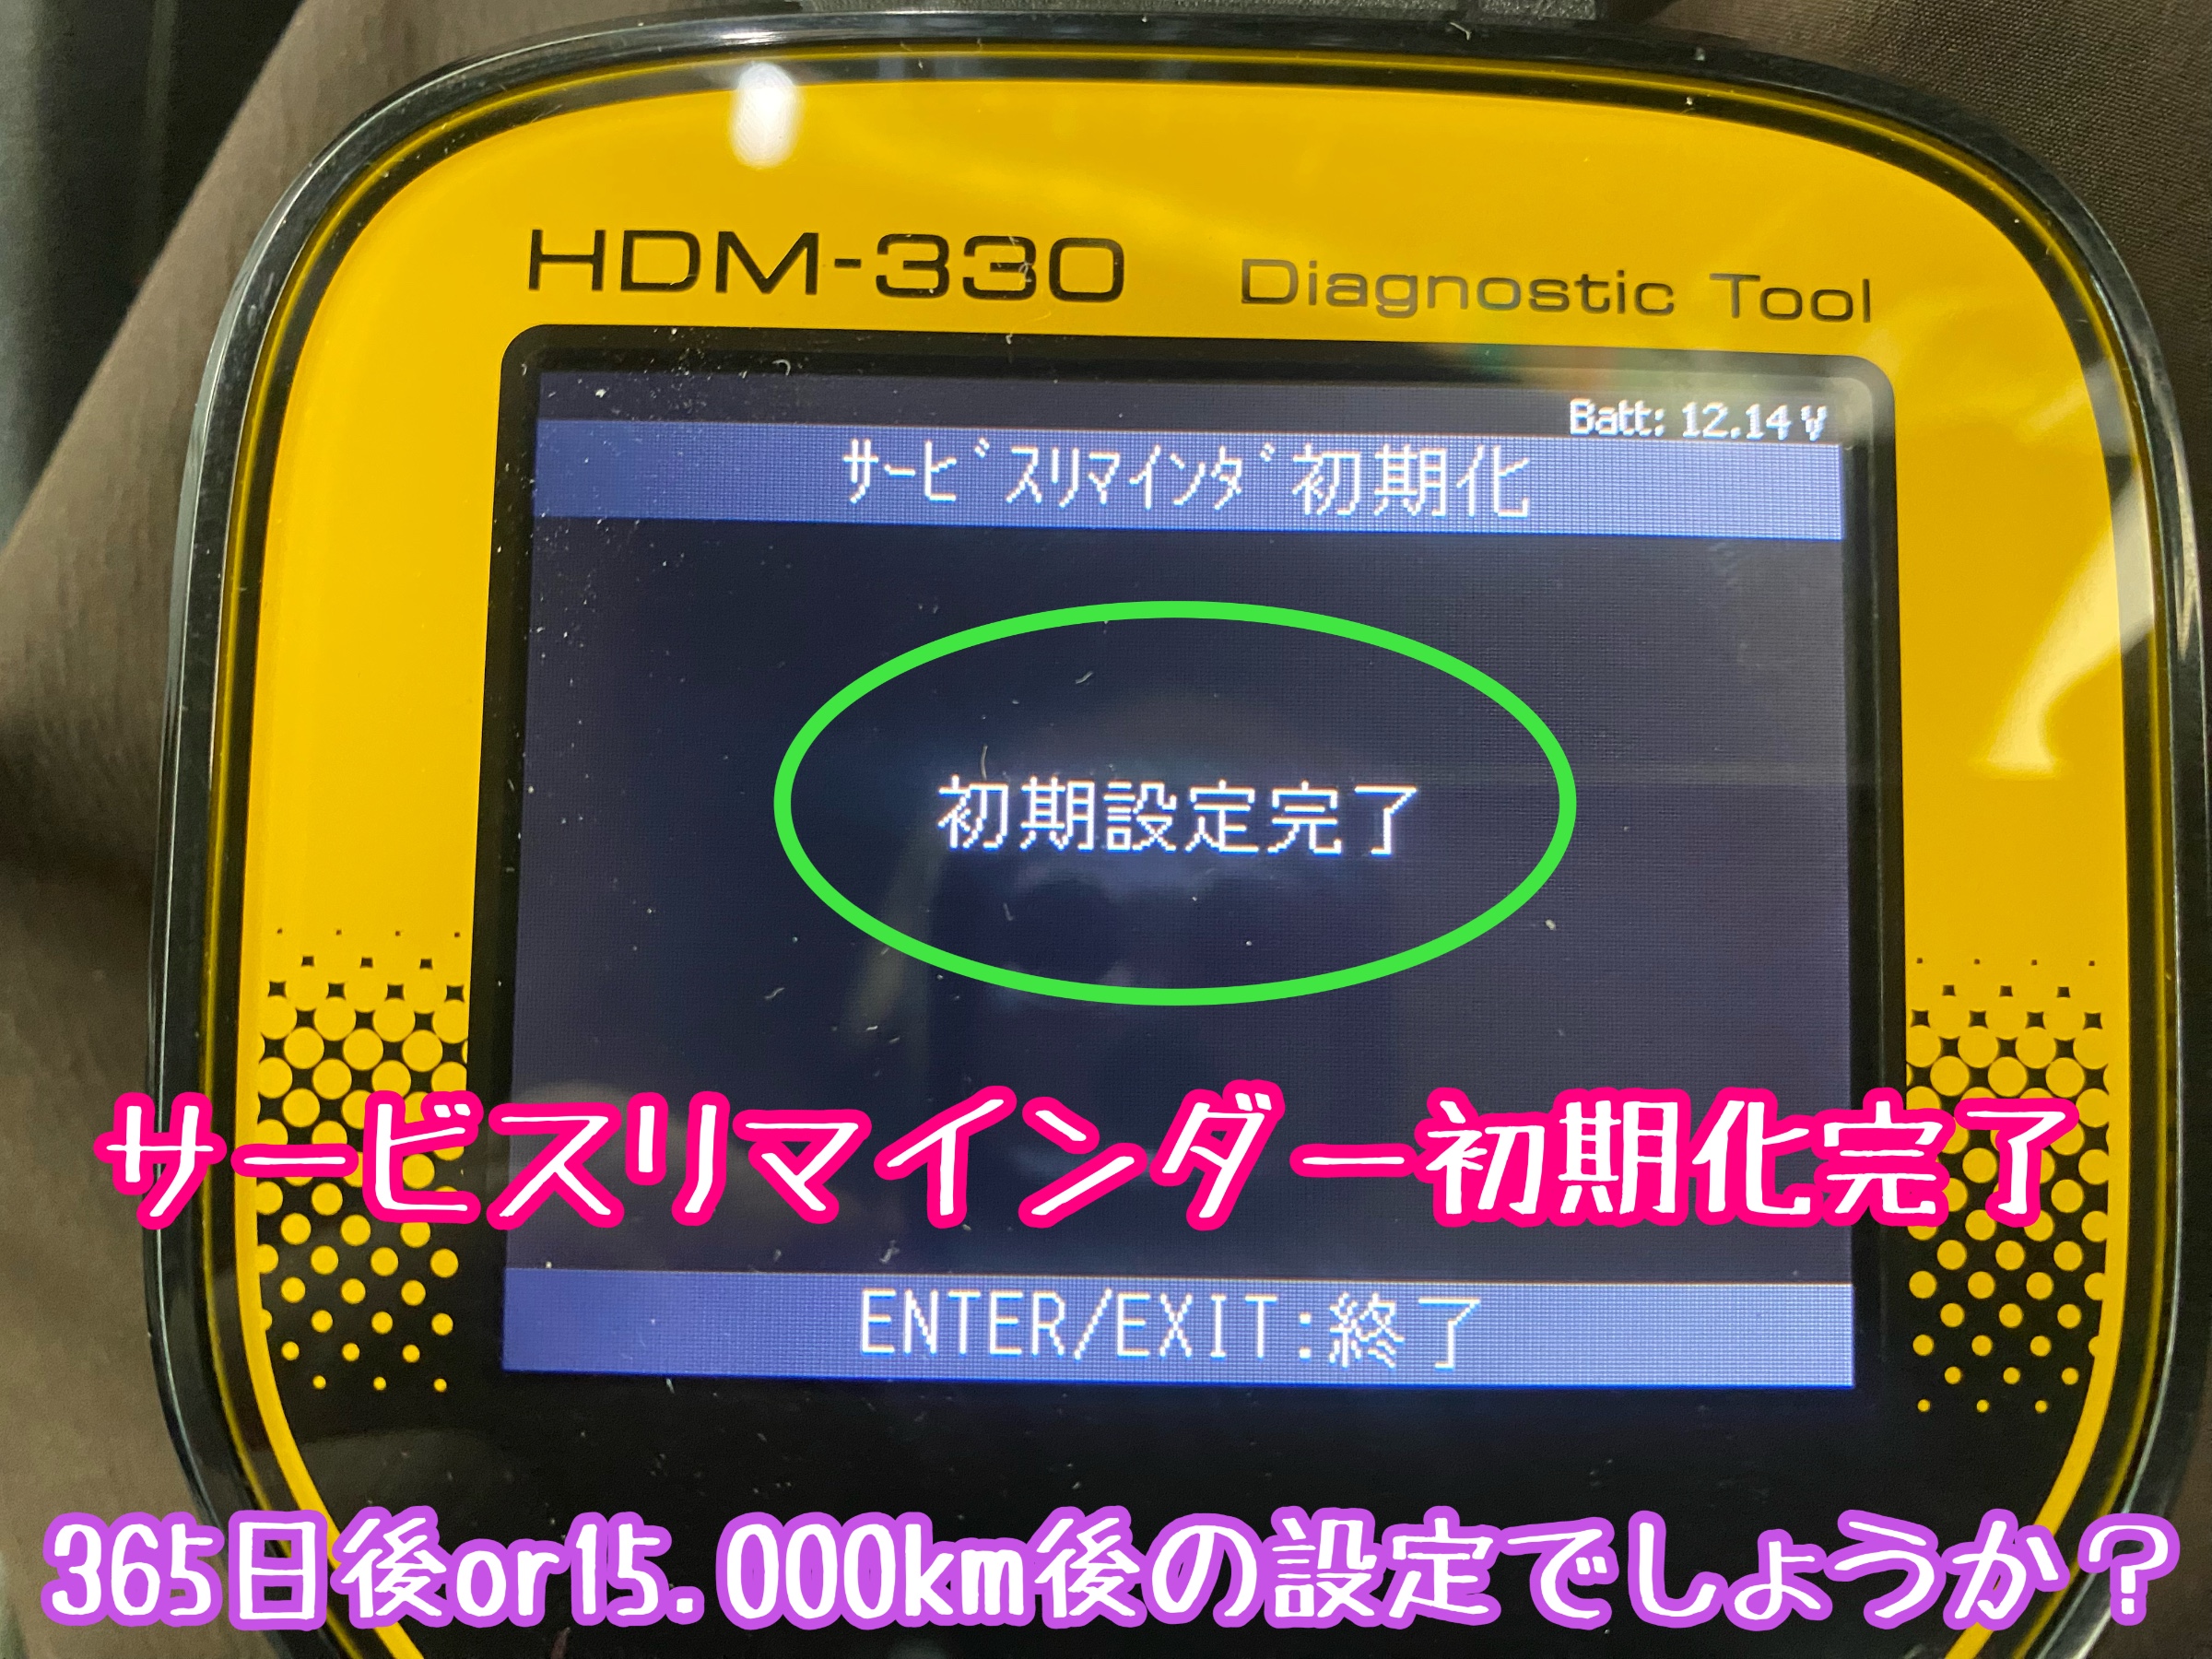 HDM-330 Diagnostic Tool
Batt: 12.14 V
ｻｰﾋﾞｽﾘﾏｲﾝﾀﾞ初期化
初期設定完了
サービスリマインダー初期化完了
ENTER/EXIT:終了
365日後or15.000km後の設定でしょうか？